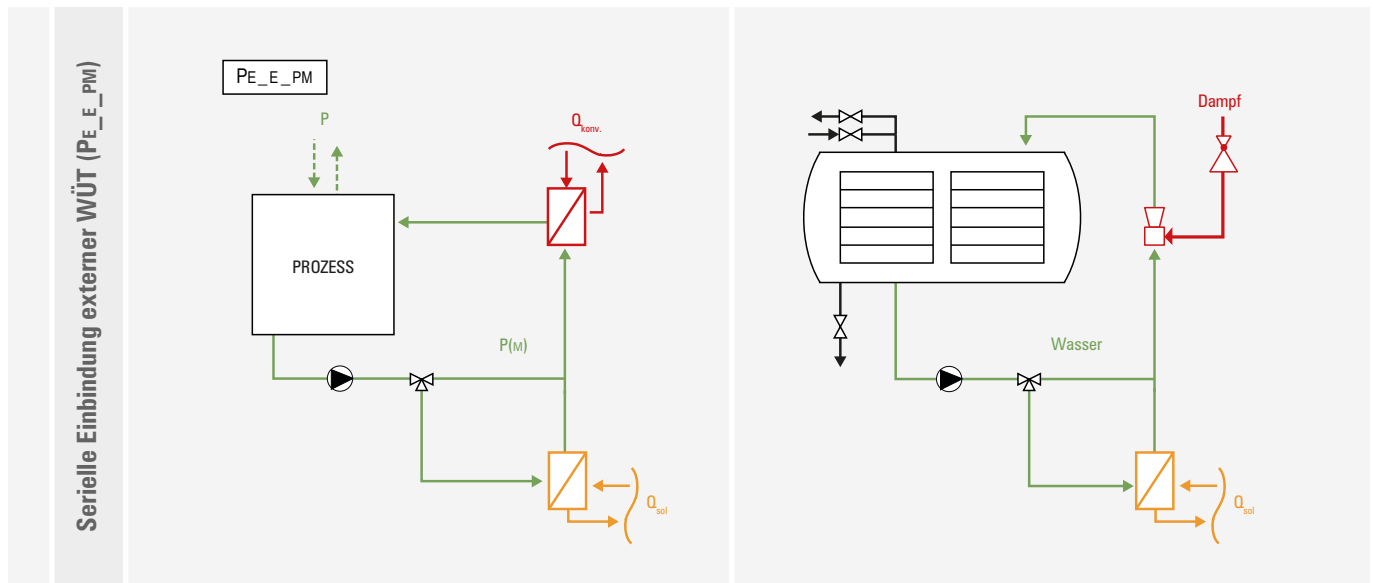 Serielle Einbindung externer WÜT (PE_E_PM)
PE_E_PM
P
Qkonv.
PROZESS
P(M)
Qsol
Dampf
Wasser
Qsol